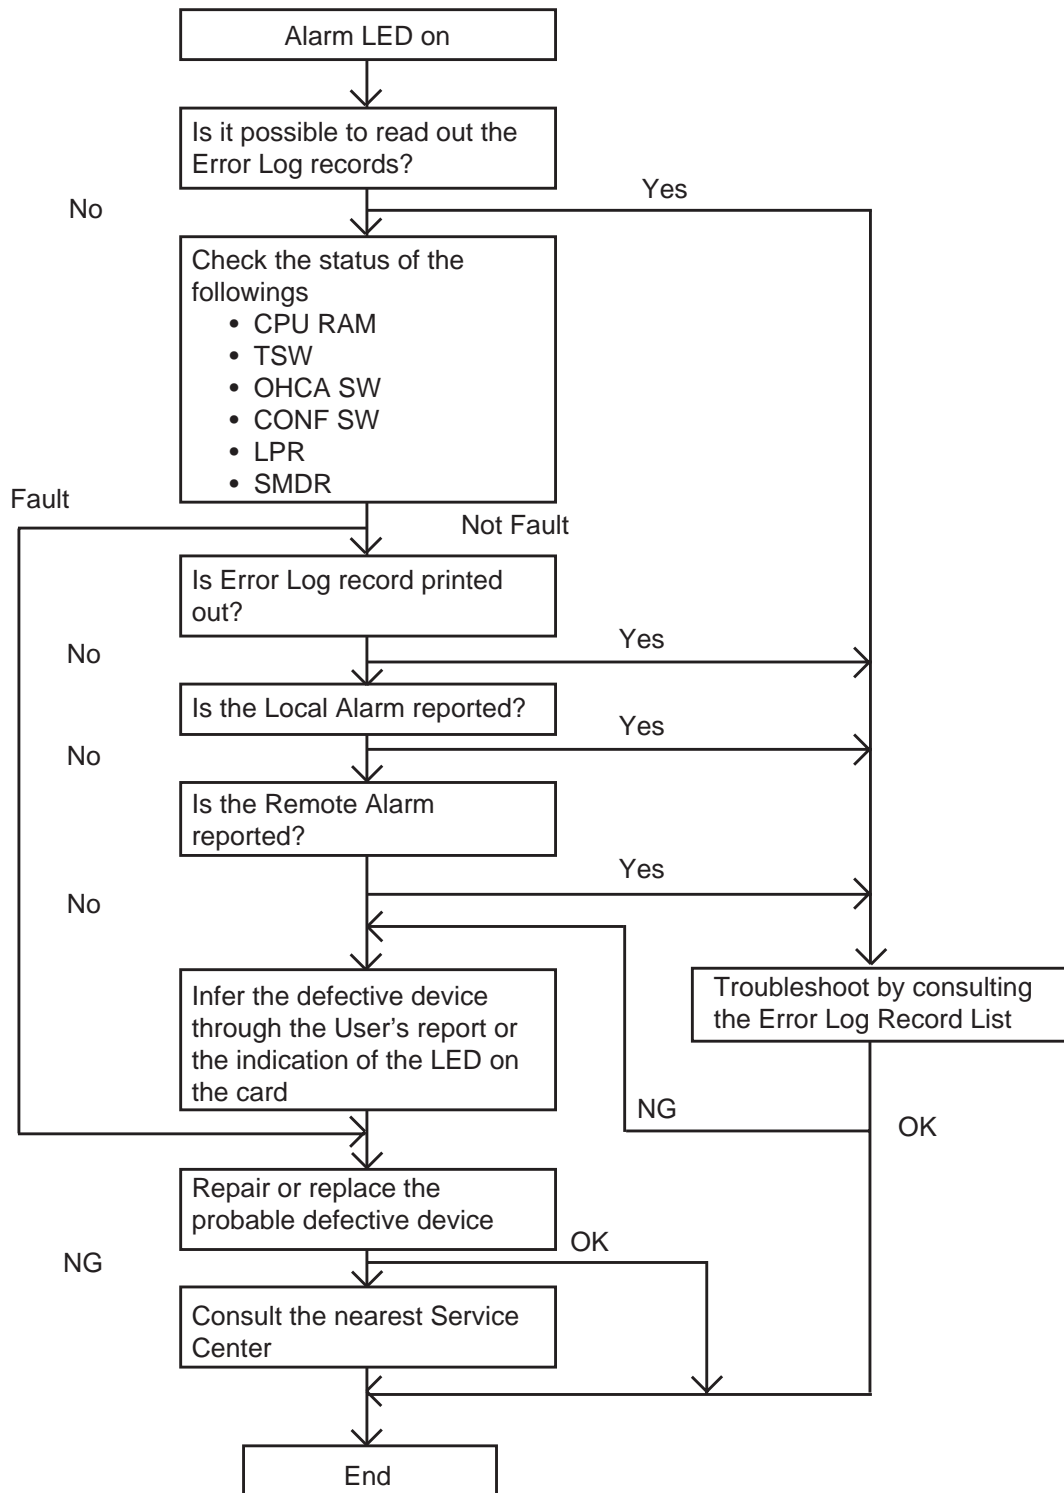 Alarm LED on
Is it possible to read out the
Error Log records?
Yes
No
Check the status of the
followings
• CPU RAM
• TSW
• OHCA SW
• CONF SW
• LPR
• SMDR
Fault
Not Fault
Is Error Log record printed
out?
Yes
No
Is the Local Alarm reported?
Yes
No
Is the Remote Alarm
reported?
Yes
No
Infer the defective device
through the User's report or
the indication of the LED on
the card
Troubleshoot by consulting
the Error Log Record List
NG
OK
Repair or replace the
probable defective device
OK
NG
Consult the nearest Service
Center
End